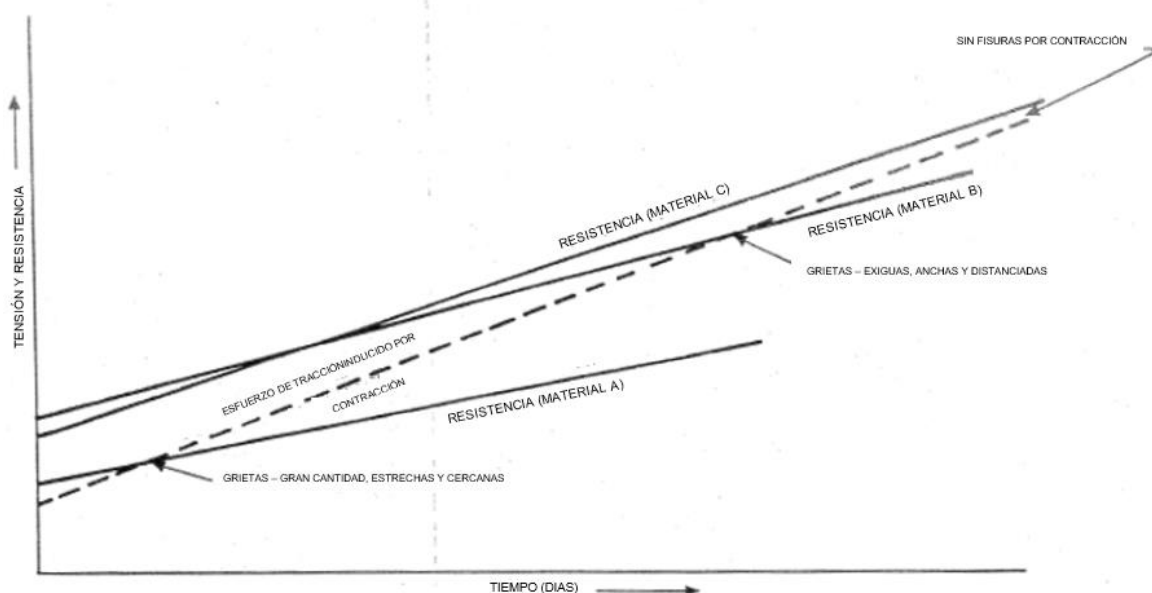 SIN FISURAS POR CONTRACCIÓN
TENSIÓN Y RESISTENCIA
RESISTENCIA (MATERIAL C)
RESISTENCIA (MATERIAL B)
GRIETAS – EXIGUAS, ANCHAS Y DISTANCIADAS
ESFUERZO DE TRACCIONINDUCIDO POR
CONTRACCIÓN
RESISTENCIA (MATERIAL A)
GRIETAS – GRAN CANTIDAD, ESTRECHAS Y CERCANAS
TIEMPO (DIAS)